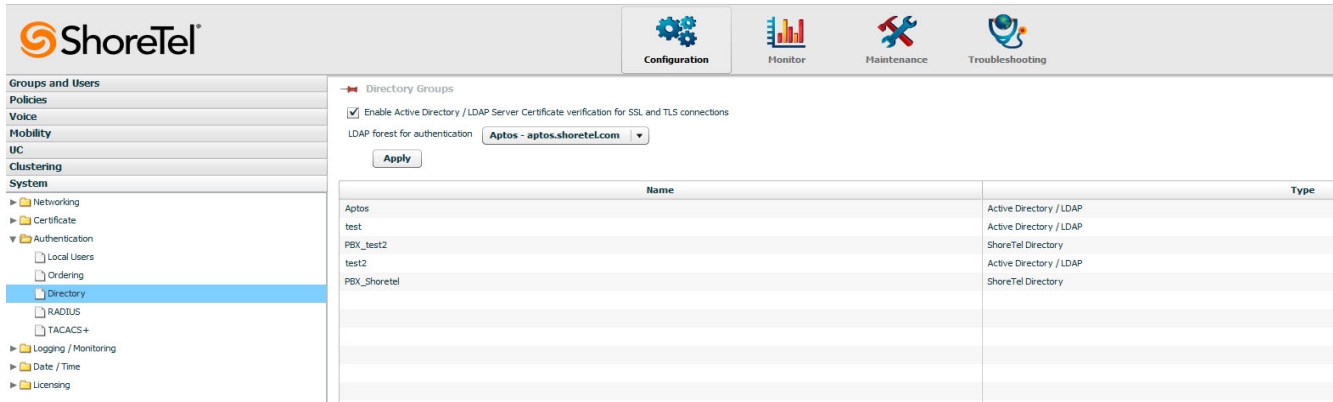 ShoreTel
Configuration Monitor Maintenance Troubleshooting
Groups and Users
Policies
Voice
Mobility
UC
Clustering
System
Networking
Certificate
Authentication
Local Users
Ordering
Directory
RADIUS
TACACS+
Logging / Monitoring
Date / Time
Licensing
Directory Groups
Enable Active Directory / LDAP Server Certificate verification for SSL and TLS connections
LDAP forest for authentication Aptos - aptos.shoretel.com
Apply
Name Type
Aptos Active Directory / LDAP
test Active Directory / LDAP
PBX_test2 ShoreTel Directory
test2 Active Directory / LDAP
PBX_Shoretel ShoreTel Directory